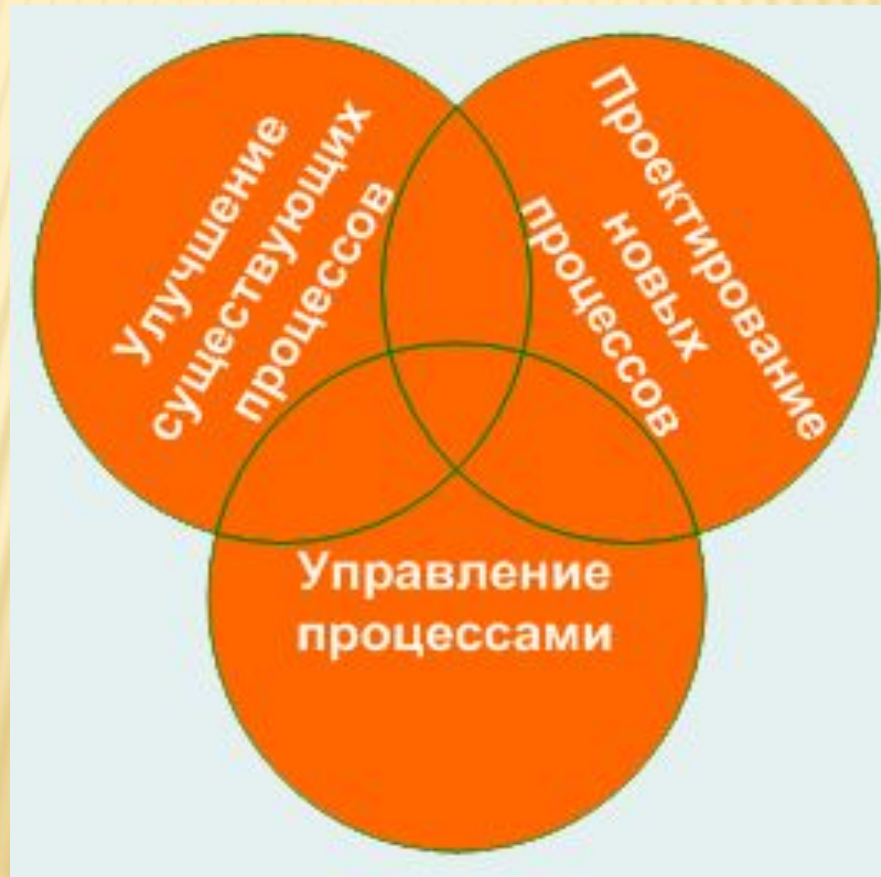 Улучшение
существующих
процессов
Проектирование
новых
процессов
Управление
процессами